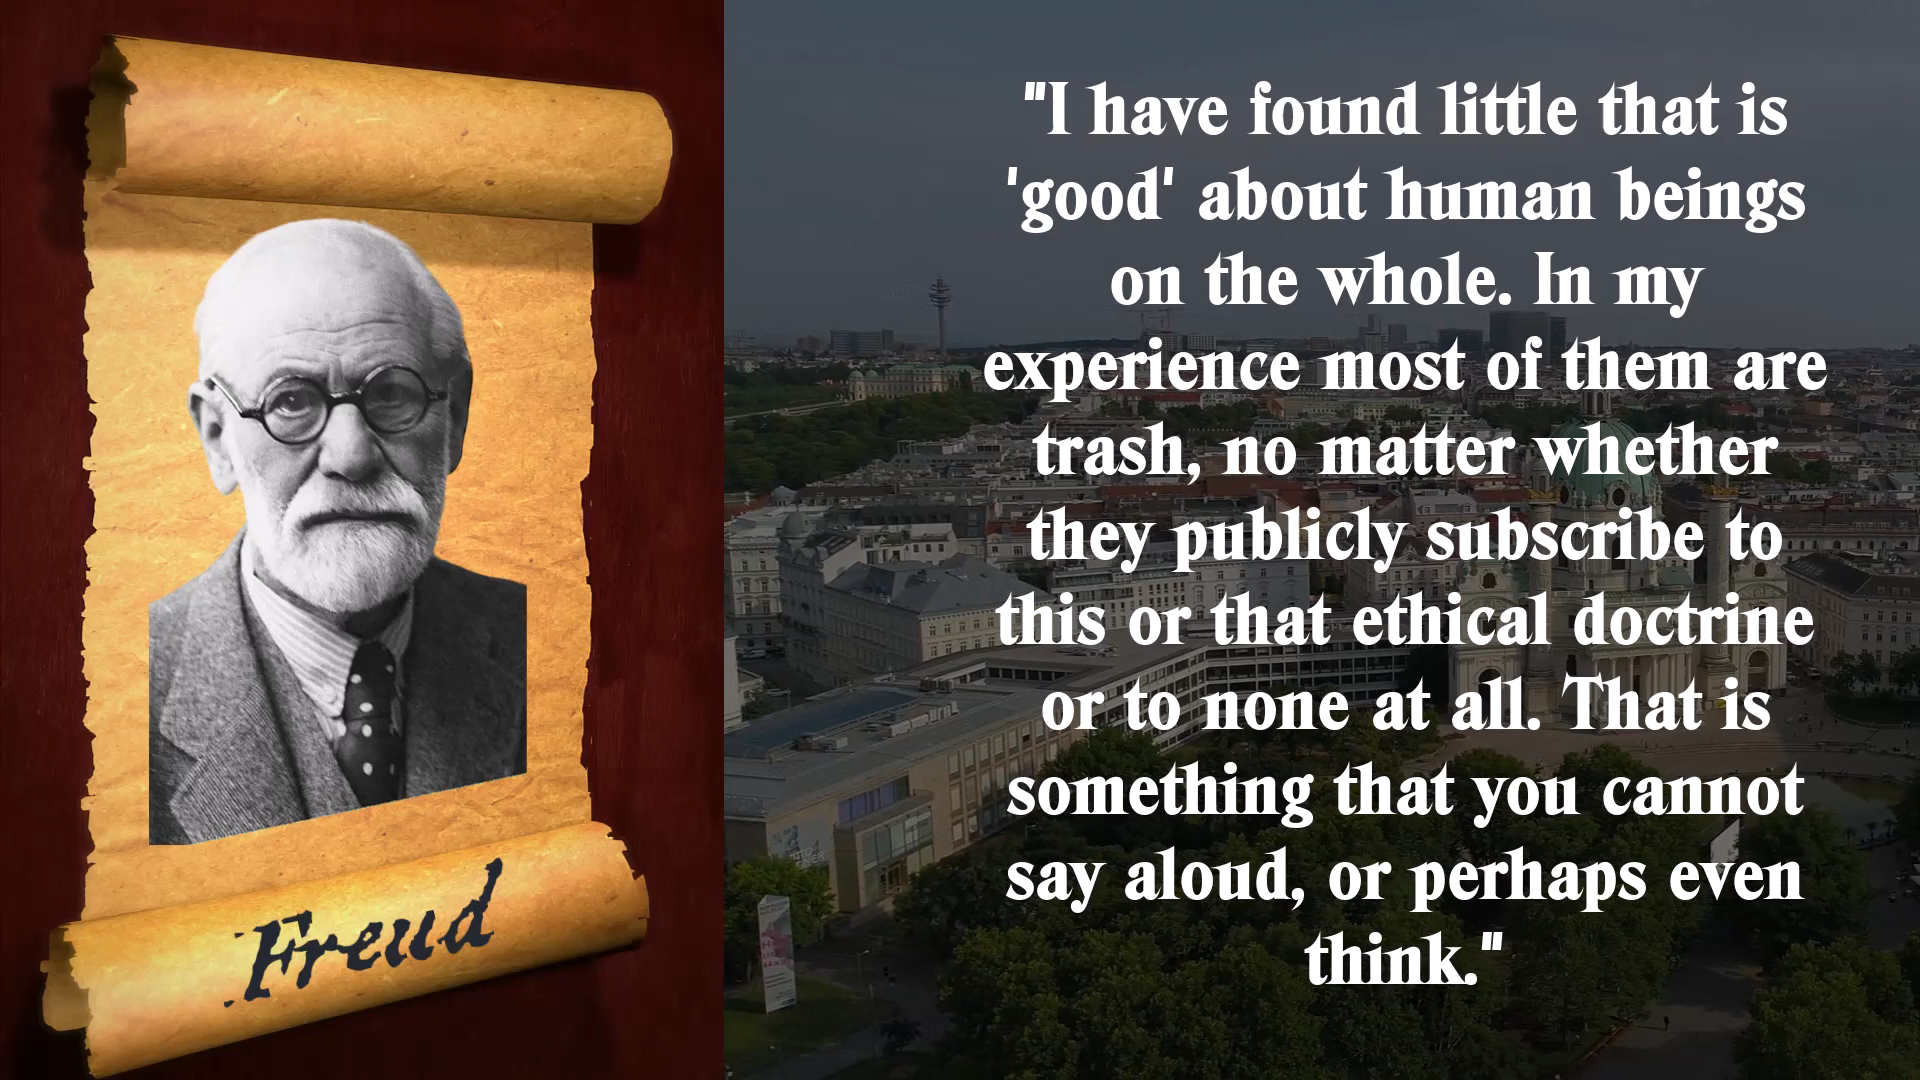 "I have found little that is
'good' about human beings
on the whole. In my
experience most of them are
trash, no matter whether
they publicly subscribe to
this or that ethical doctrine
or to none at all. That is
something that you cannot
say aloud, or perhaps even
think."
Freud